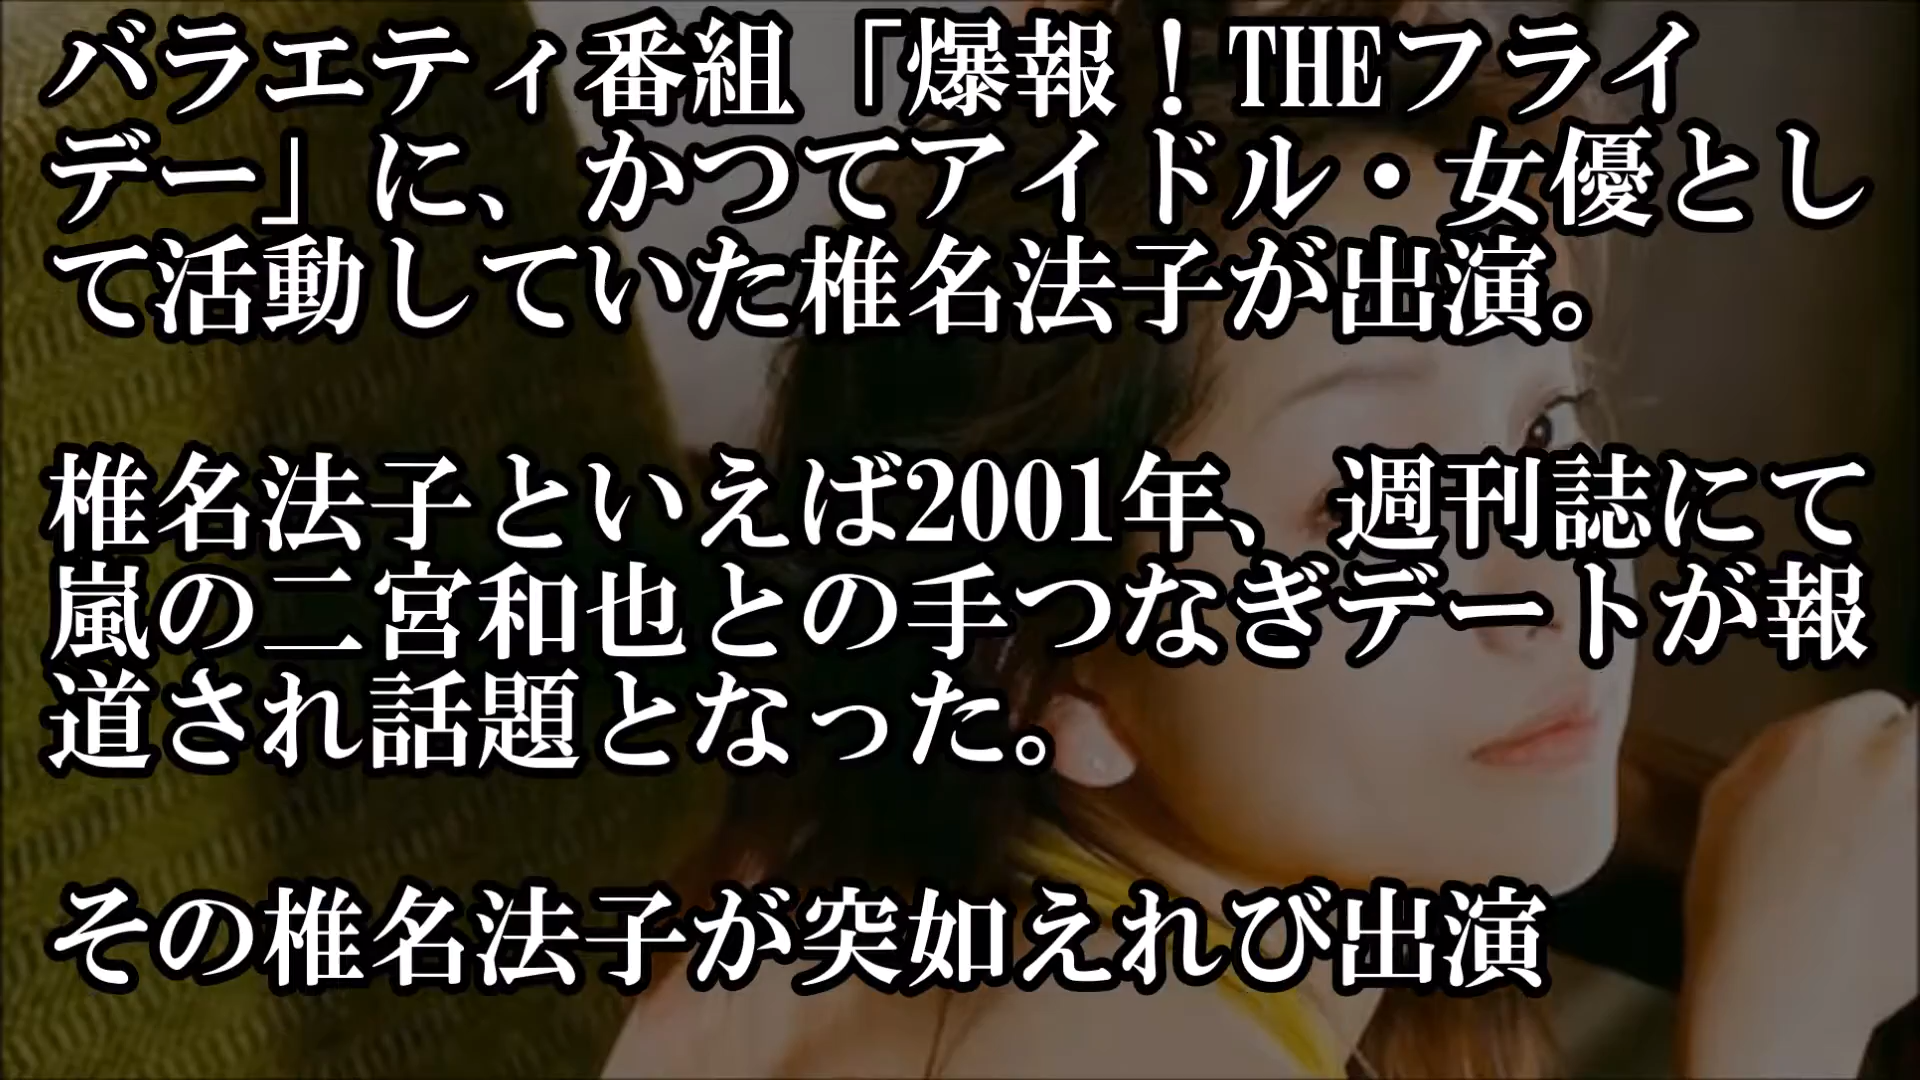 バラエティ番組「爆報！THEフライ
デー」に、かつてアイドル・女優とし
て活動していた椎名法子が出演。
椎名法子といえば2001年、週刊誌にて
嵐の二宮和也との手つなぎデートが報
道され話題となった。
その椎名法子が突如えれび出演